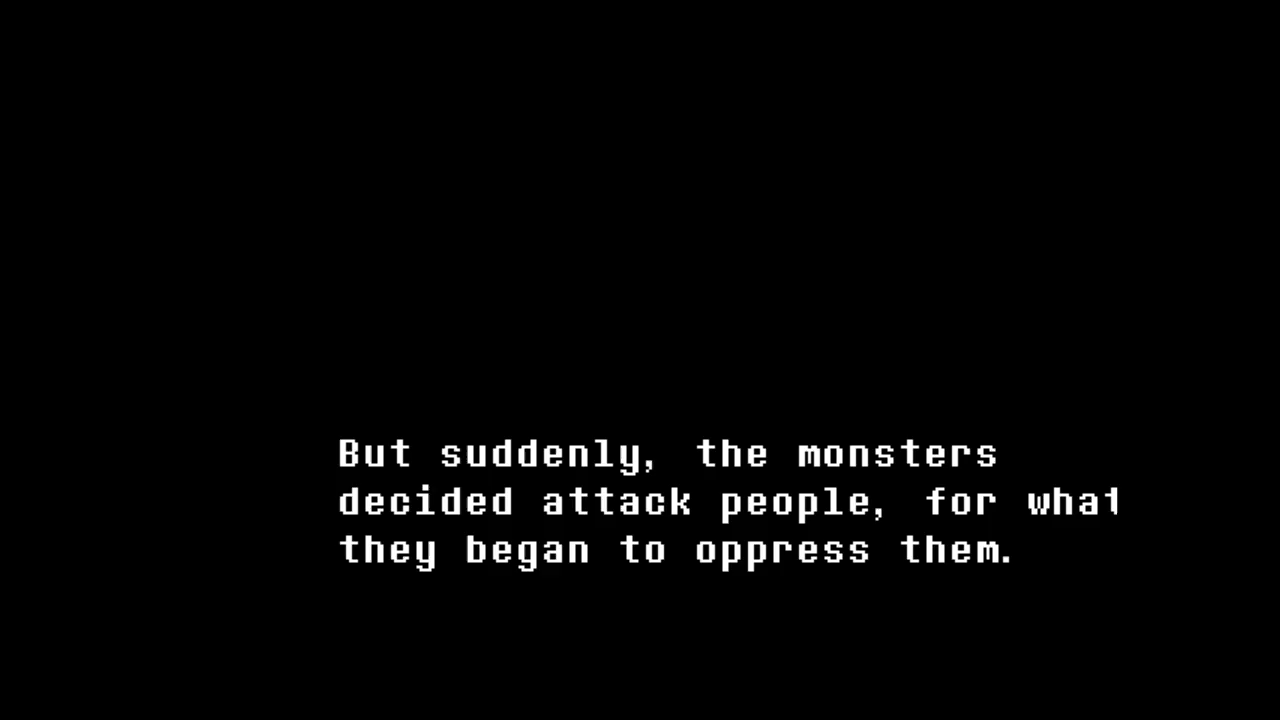 But suddenly, the monsters
decided attack people, for what
they began to oppress them.